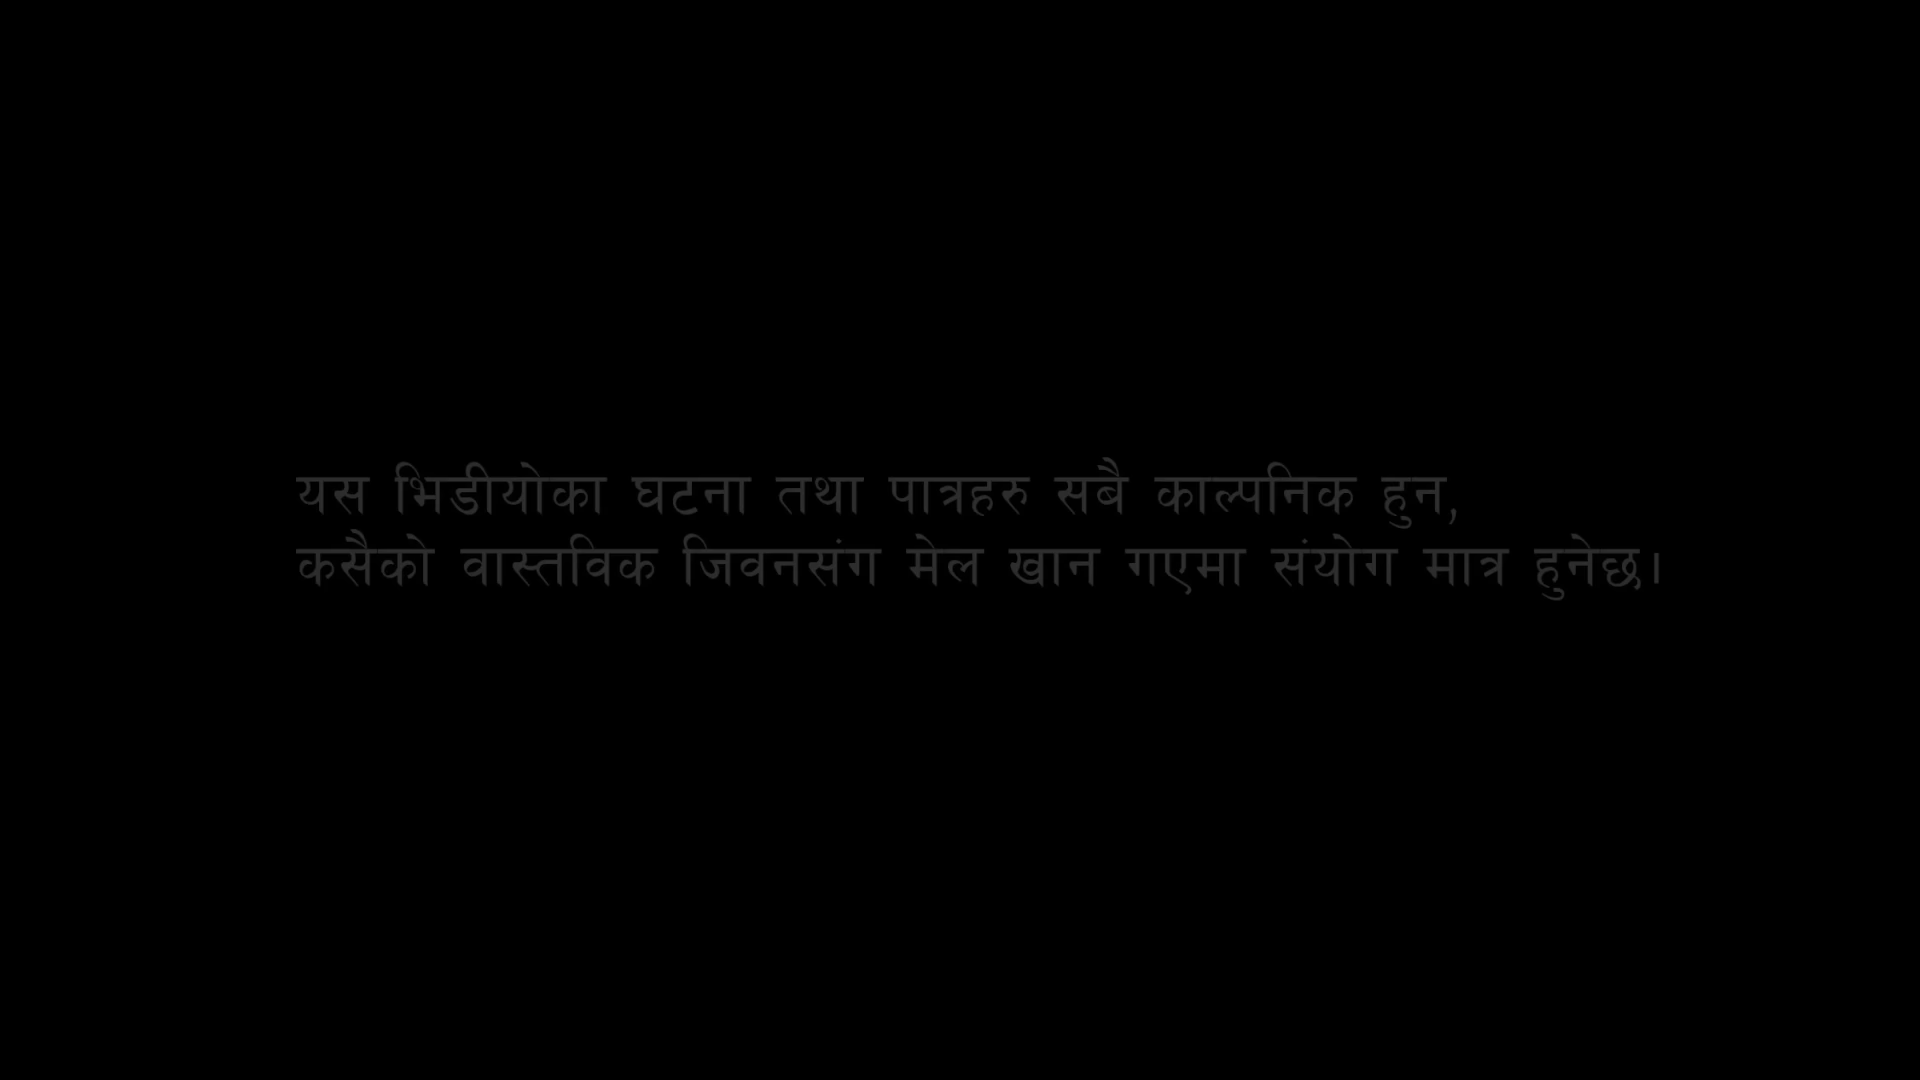 यस भिडीयोका घटना तथा पात्रहरु सबै काल्पनिक हुन,
कसैको वास्तविक जिवनसंग मेल खान गएमा संयोग मात्र हुनेछ।